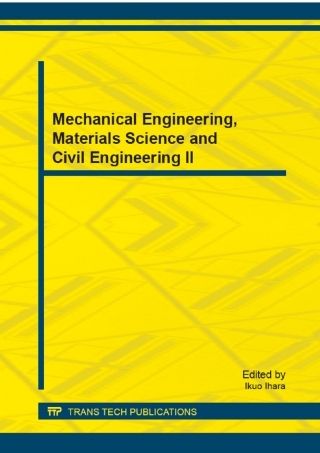 Mechanical Engineering,
Materials Science and
Civil Engineering II
Edited by
Ikuo Ihara
TTP TRANS TECH PUBLICATIONS